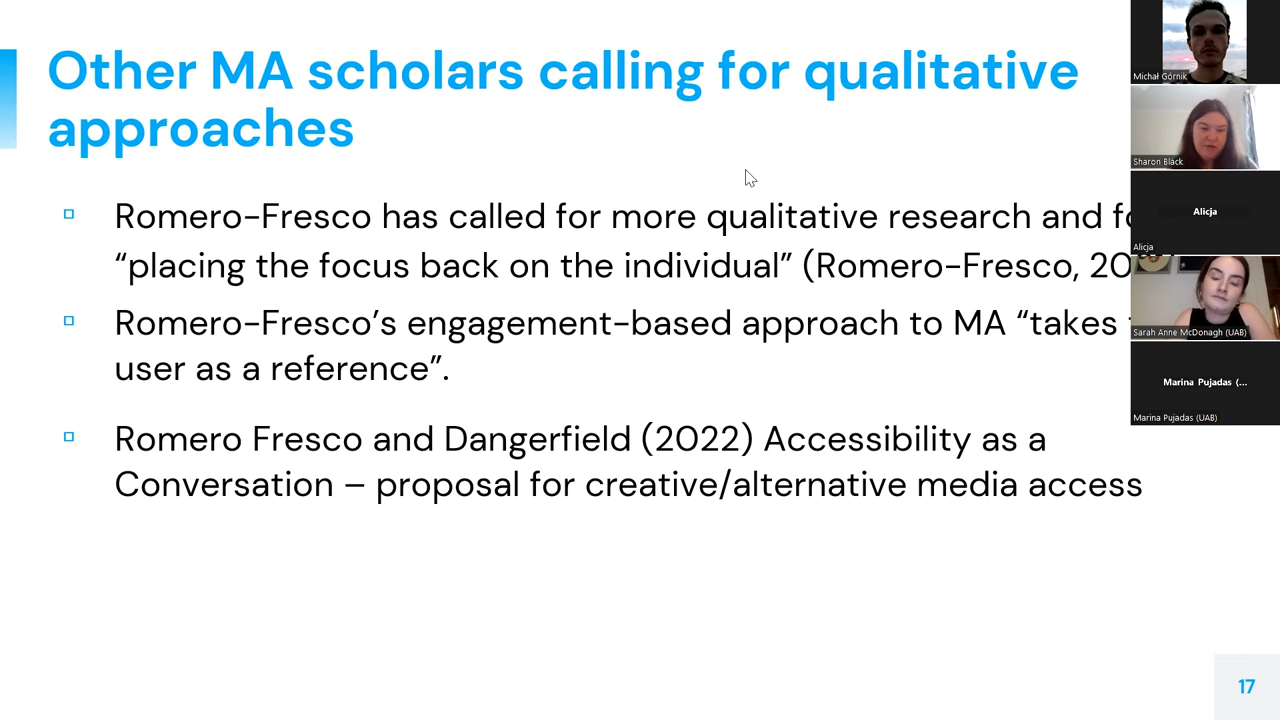 Other MA scholars calling for qualitative
approaches
Romero-Fresco has called for more qualitative research and
“placing the focus back on the individual” (Romero-Fresco,
Romero-Fresco’s engagement-based approach to MA “takes
user as a reference”.
Romero Fresco and Dangerfield (2022) Accessibility as a
Conversation – proposal for creative/alternative media access
17
Michał Górnik
Sharon Black
Alicja
Alicja
Sarah Anne McDonagh (UAB)
Marina Pujadas (...
Marina Pujadas (UAB)